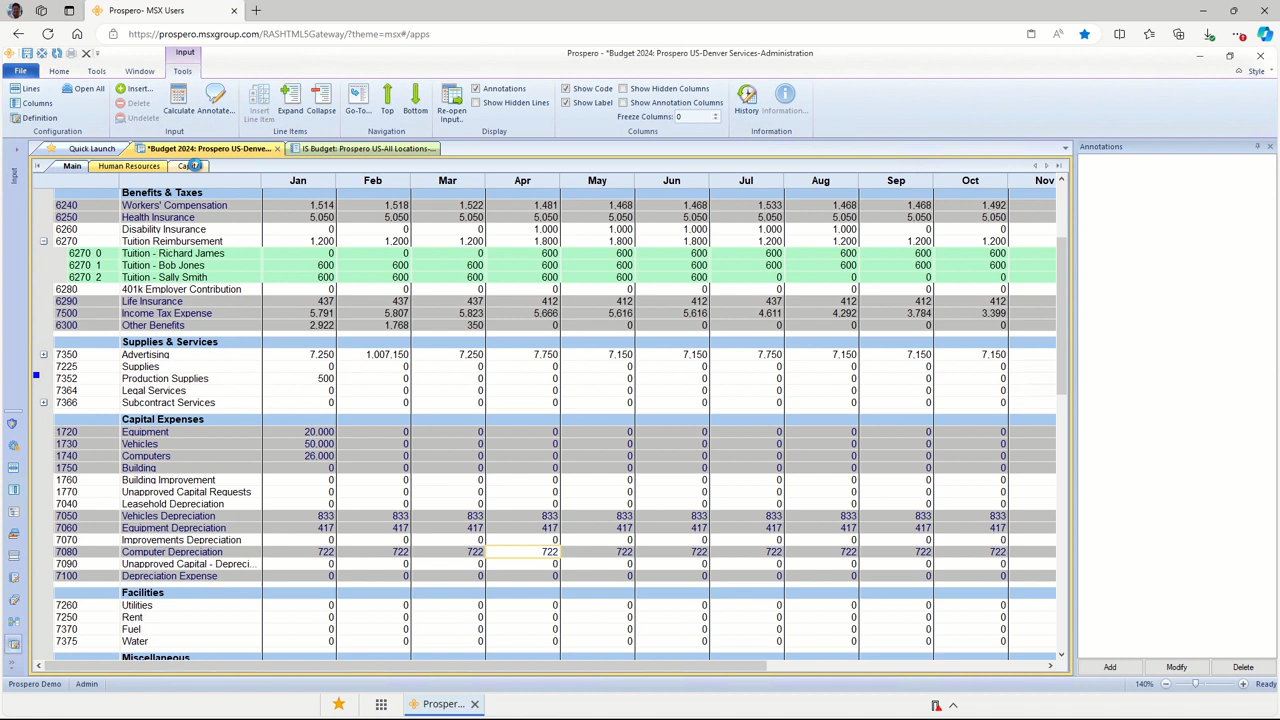 Prospero- MSX Users
https://prospero.msxgroup.com/RASHTML5Gateway/?theme=msx#/apps
Prospero - *Budget 2024: Prospero US-Denver Services-Administration
Input
File Home Tools Window Tools Style
Lines Open All Insert... Calculate Annotate... Insert Line Item Expand Collapse Go-To... Top Bottom Re-open Input.. Annotations Show Code Show Hidden Columns History Information...
Columns Delete Show Hidden Lines Show Label Show Annotation Columns
Definition Undelete Freeze Columns: 0
Configuration Input Line Items Navigation Display Columns Information
Quick Launch *Budget 2024: Prospero US-Denve... IS Budget: Prospero US-All Locations-... Annotations
Main Human Resources
Input
Jan Feb Mar Apr May Jun Jul Aug Sep Oct Nov
Benefits & Taxes
6240 Workers' Compensation 1.514 1.518 1.522 1.481 1.468 1.468 1.533 1.468 1.468 1.492
6250 Health Insurance 5.050 5.050 5.050 5.050 5.050 5.050 5.050 5.050 5.050 5.050
6260 Disability Insurance 0 0 0 1.000 1.000 1.000 1.000 1.000 1.000 1.000
6270 Tuition Reimbursement 1.200 1.200 1.200 1.800 1.800 1.800 1.200 1.200 1.200 1.200
6270 0 Tuition - Richard James 0 0 0 600 600 600 600 600 600 600
6270 1 Tuition - Bob Jones 600 600 600 600 600 600 600 600 600 600
6270 2 Tuition - Sally Smith 600 600 600 600 600 600 0 0 0 0
6280 401k Employer Contribution 0 0 0 0 0 0 0 0 0 0
6290 Life Insurance 437 437 437 412 412 412 437 412 412 412
7500 Income Tax Expense 5.791 5.807 5.823 5.666 5.616 5.616 4.611 4.292 3.784 3.399
6300 Other Benefits 2.922 1.768 350 0 0 0 0 0 0 0
Supplies & Services
7350 Advertising 7.250 1.007.150 7.250 7.750 7.150 7.150 7.750 7.150 7.150 7.150
7225 Supplies 0 0 0 0 0 0 0 0 0 0
7352 Production Supplies 500 0 0 0 0 0 0 0 0 0
7364 Legal Services 0 0 0 0 0 0 0 0 0 0
7366 Subcontract Services 0 0 0 0 0 0 0 0 0 0
Capital Expenses
1720 Equipment 20.000 0 0 0 0 0 0 0 0 0
1730 Vehicles 50.000 0 0 0 0 0 0 0 0 0
1740 Computers 26.000 0 0 0 0 0 0 0 0 0
1750 Building 0 0 0 0 0 0 0 0 0 0
1760 Building Improvement 0 0 0 0 0 0 0 0 0 0
1770 Unapproved Capital Requests 0 0 0 0 0 0 0 0 0 0
7040 Leasehold Depreciation 0 0 0 0 0 0 0 0 0 0
7050 Vehicles Depreciation 833 833 833 833 833 833 833 833 833 833
7060 Equipment Depreciation 417 417 417 417 417 417 417 417 417 417
7070 Improvements Depreciation 0 0 0 0 0 0 0 0 0 0
7080 Computer Depreciation 722 722 722 722 722 722 722 722 722 722
7090 Unapproved Capital - Depreci... 0 0 0 0 0 0 0 0 0 0
7100 Depreciation Expense 0 0 0 0 0 0 0 0 0 0
Facilities
7260 Utilities 0 0 0 0 0 0 0 0 0 0
7250 Rent 0 0 0 0 0 0 0 0 0 0
7370 Fuel 0 0 0 0 0 0 0 0 0 0
7375 Water 0 0 0 0 0 0 0 0 0 0
Miscellaneous
Add Modify Delete
Prospero Demo Admin 140% Ready
Prosper...